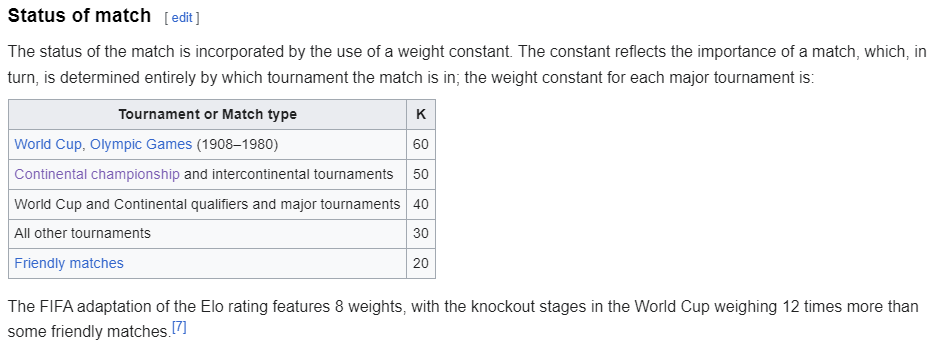 Status of match [ edit ]
The status of the match is incorporated by the use of a weight constant. The constant reflects the importance of a match, which, in
turn, is determined entirely by which tournament the match is in; the weight constant for each major tournament is:
Tournament or Match type K
World Cup, Olympic Games (1908–1980) 60
Continental championship and intercontinental tournaments 50
World Cup and Continental qualifiers and major tournaments 40
All other tournaments 30
Friendly matches 20
The FIFA adaptation of the Elo rating features 8 weights, with the knockout stages in the World Cup weighing 12 times more than
some friendly matches.[7]